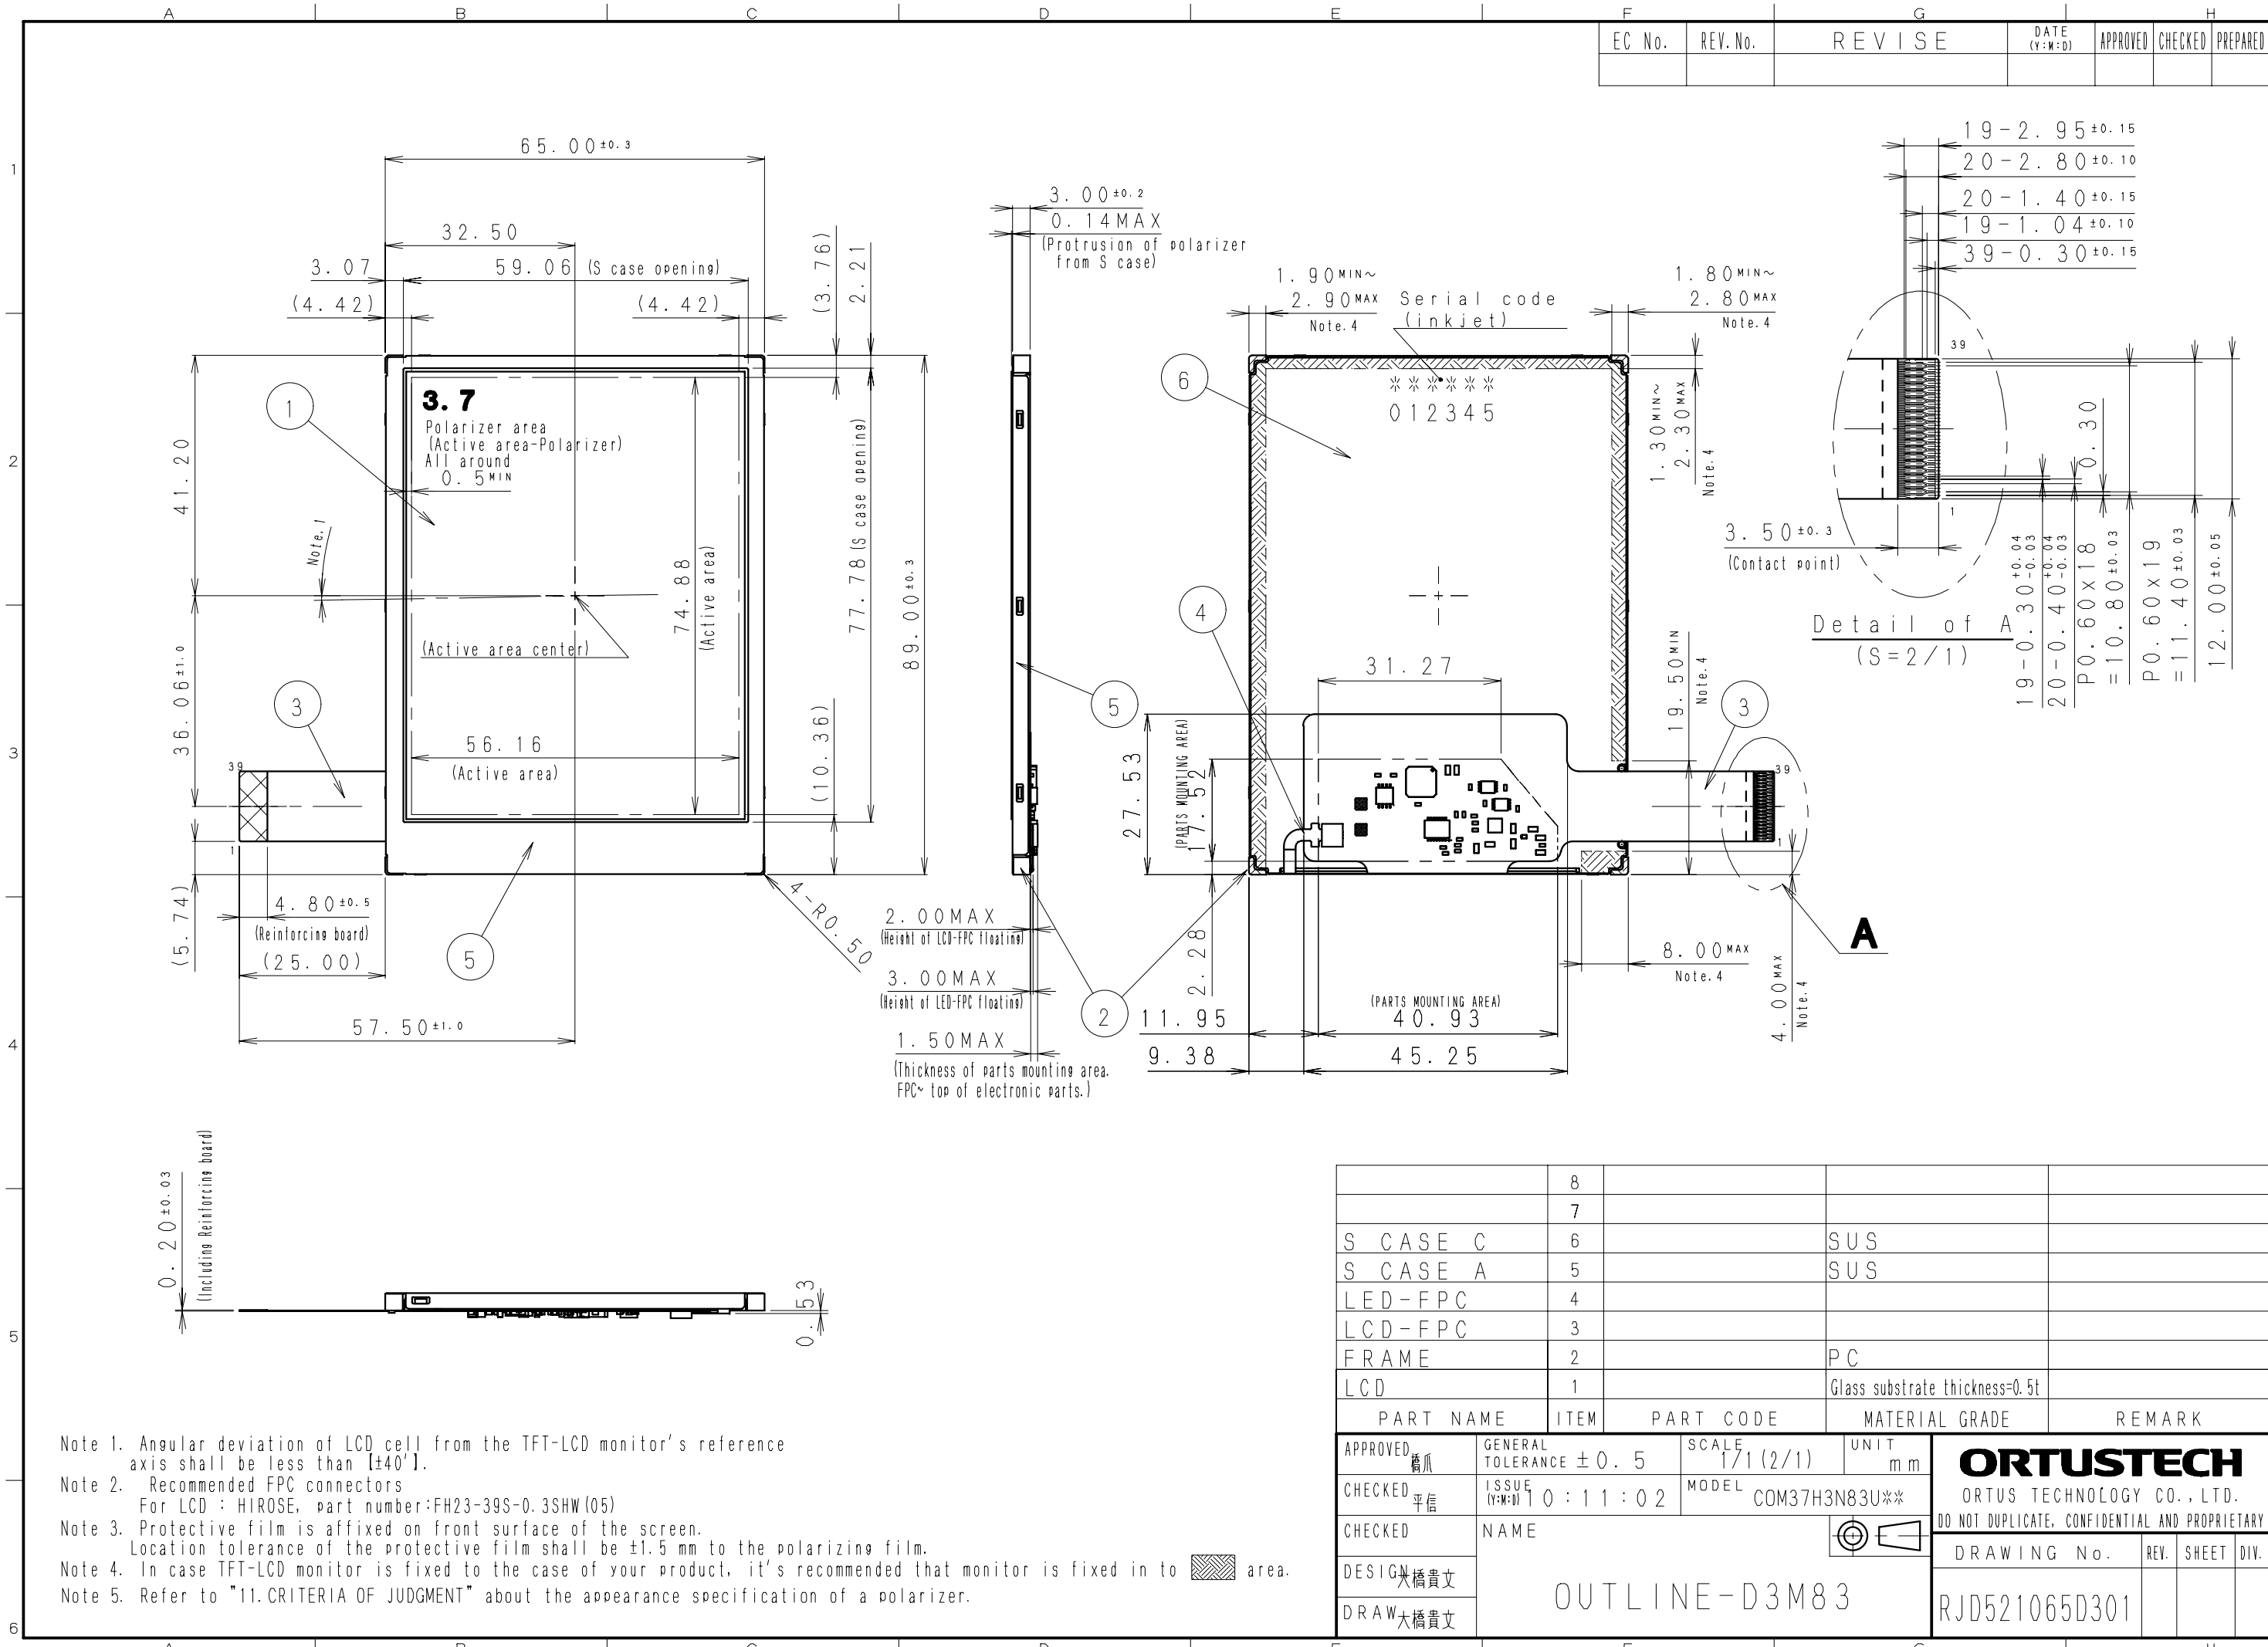 A B C D E F G H
EC No. REV.No. REVISE DATE (Y:M:D) APPROVED CHECKED PREPARED
1
2
3
4
5
6
65.00±0.3
32.50
3.07
59.06 (S case opening)
(4.42)
(4.42)
(3.76)
2.21
41.20
36.06±1.0
(5.74)
1
3.7
Polarizer area
(Active area-Polarizer)
All around
0.5MIN
Note.1
74.88
(Active area)
77.78(S case opening)
89.00±0.3
(Active area center)
3
56.16
(Active area)
(10.36)
39
1
4.80±0.5
(Reinforcing board)
(25.00)
5
57.50±1.0
4-R0.50
3.00±0.2
0.14MAX
(Protrusion of polarizer
from S case)
5
2.00MAX
(Height of LCD-FPC floating)
3.00MAX
(Height of LED-FPC floating)
1.50MAX
(Thickness of parts mounting area.
FPC~ top of electronic parts.)
2
1.90MIN~
2.90MAX
Note.4
Serial code
(inkjet)
1.80MIN~
2.80MAX
Note.4
6
012345
1.30MIN~
2.30MAX
Note.4
4
31.27
27.53
(PARTS MOUNTING AREA)
17.52
2.28
19.50MIN
Note.4
3
39
1
A
8.00MAX
Note.4
4.00MAX
Note.4
(PARTS MOUNTING AREA)
11.95
40.93
9.38
45.25
19-2.95±0.15
20-2.80±0.10
20-1.40±0.15
19-1.04±0.10
39-0.30±0.15
39
1
0.30
3.50±0.3
(Contact point)
Detail of A
(S=2/1)
19-0.30+0.04-0.03
20-0.40+0.04-0.03
P0.60x18
=10.80±0.03
P0.60x19
=11.40±0.03
12.00±0.05
0.20±0.03
(Including Reinforcing board)
0.53
8
7
S CASE C 6 SUS
S CASE A 5 SUS
LED-FPC 4
LCD-FPC 3
FRAME 2 PC
LCD 1 Glass substrate thickness=0.5t
PART NAME ITEM PART CODE MATERIAL GRADE REMARK
APPROVED 橋爪
GENERAL TOLERANCE ±0.5
SCALE 1/1(2/1)
UNIT mm
CHECKED 平信
ISSUE (Y:M:D) 10:11:02
MODEL COM37H3N83U※※
CHECKED
NAME
DESIGN 大橋貴文
DRAW 大橋貴文
OUTLINE-D3M83
ORTUSTECH
ORTUS TECHNOLOGY CO.,LTD.
DO NOT DUPLICATE, CONFIDENTIAL AND PROPRIETARY
DRAWING No. REV. SHEET DIV.
RJD521065D301
Note 1. Angular deviation of LCD cell from the TFT-LCD monitor's reference
axis shall be less than [±40'].
Note 2. Recommended FPC connectors
For LCD : HIROSE, part number:FH23-39S-0.3SHW(05)
Note 3. Protective film is affixed on front surface of the screen.
Location tolerance of the protective film shall be ±1.5 mm to the polarizing film.
Note 4. In case TFT-LCD monitor is fixed to the case of your product, it's recommended that monitor is fixed in to area.
Note 5. Refer to "11.CRITERIA OF JUDGMENT" about the appearance specification of a polarizer.